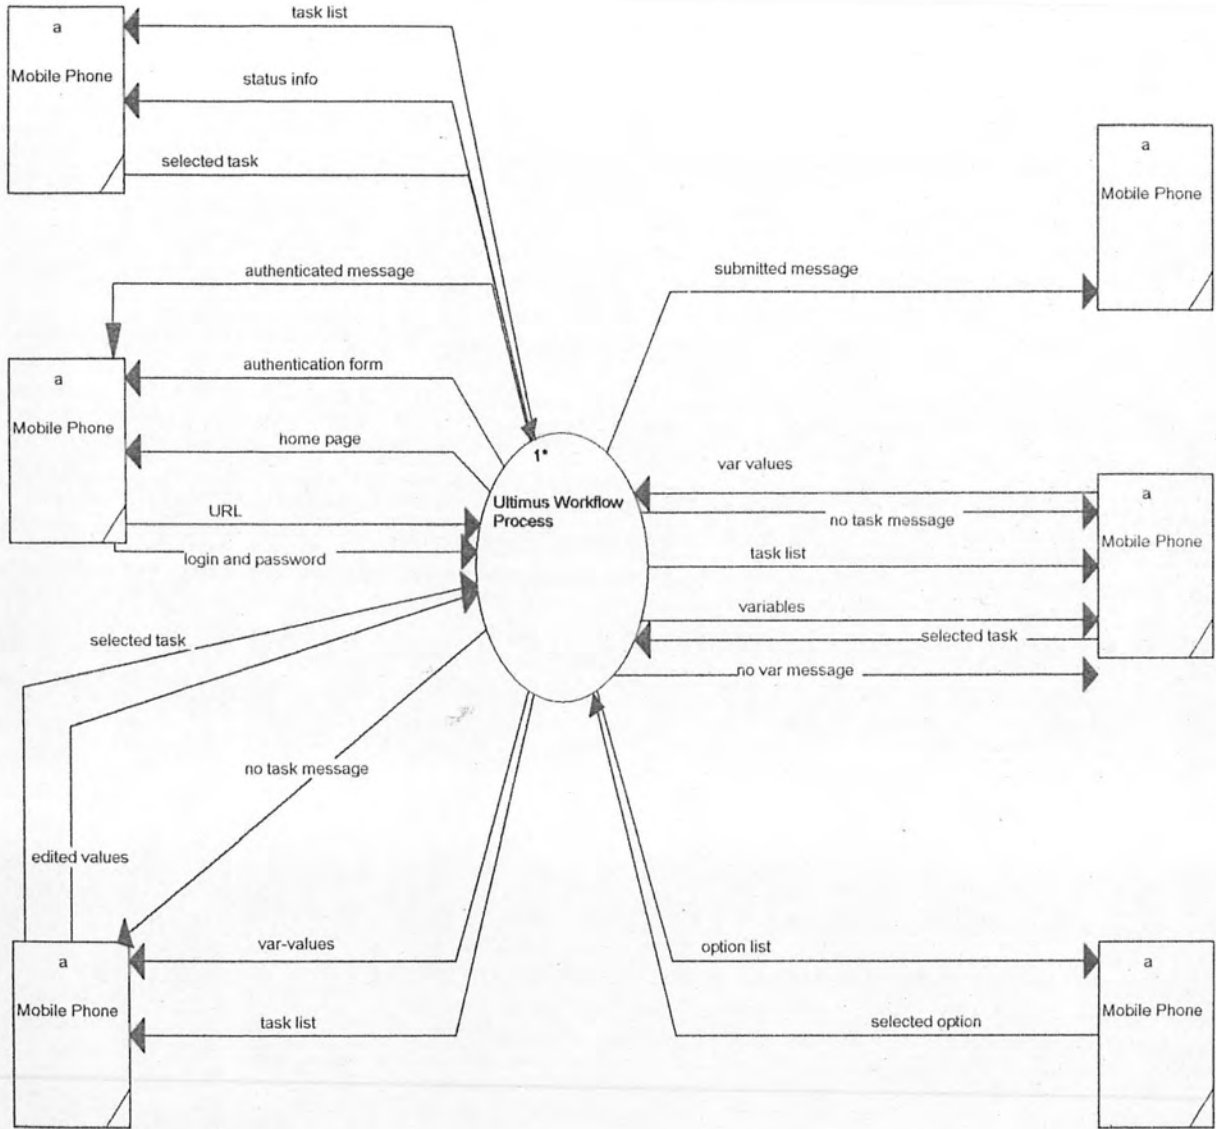 task list
a
Mobile Phone
status info
selected task
a
Mobile Phone
authenticated message
submitted message
authentication form
a
Mobile Phone
home page
1*
Ultimus Workflow
Process
URL
login and password
var values
a
no task message
Mobile Phone
task list
variables
selected task
no var message
selected task
no task message
edited values
var-values
a
Mobile Phone
task list
option list
a
Mobile Phone
selected option